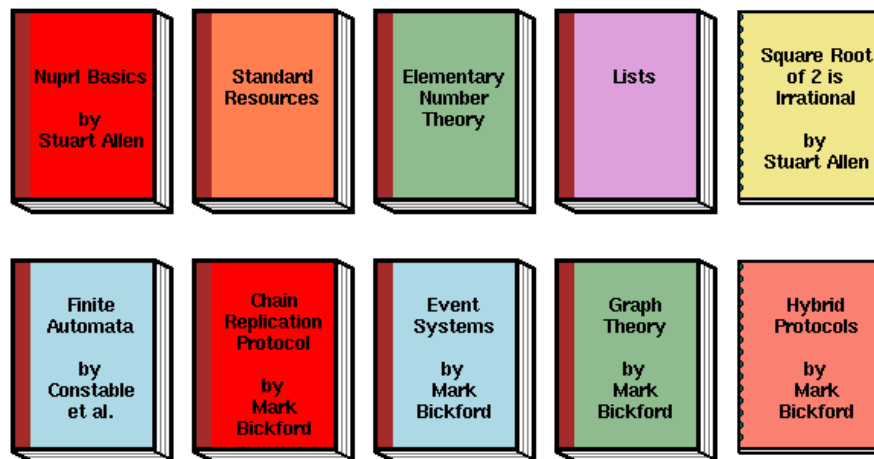 Nuprl Basics
by
Stuart Allen
Standard
Resources
Elementary
Number
Theory
Lists
Square Root
of 2 is
Irrational
by
Stuart Allen
Finite
Automata
by
Constable
et al.
Chain
Replication
Protocol
by
Mark
Bickford
Event
Systems
by
Mark
Bickford
Graph
Theory
by
Mark
Bickford
Hybrid
Protocols
by
Mark
Bickford